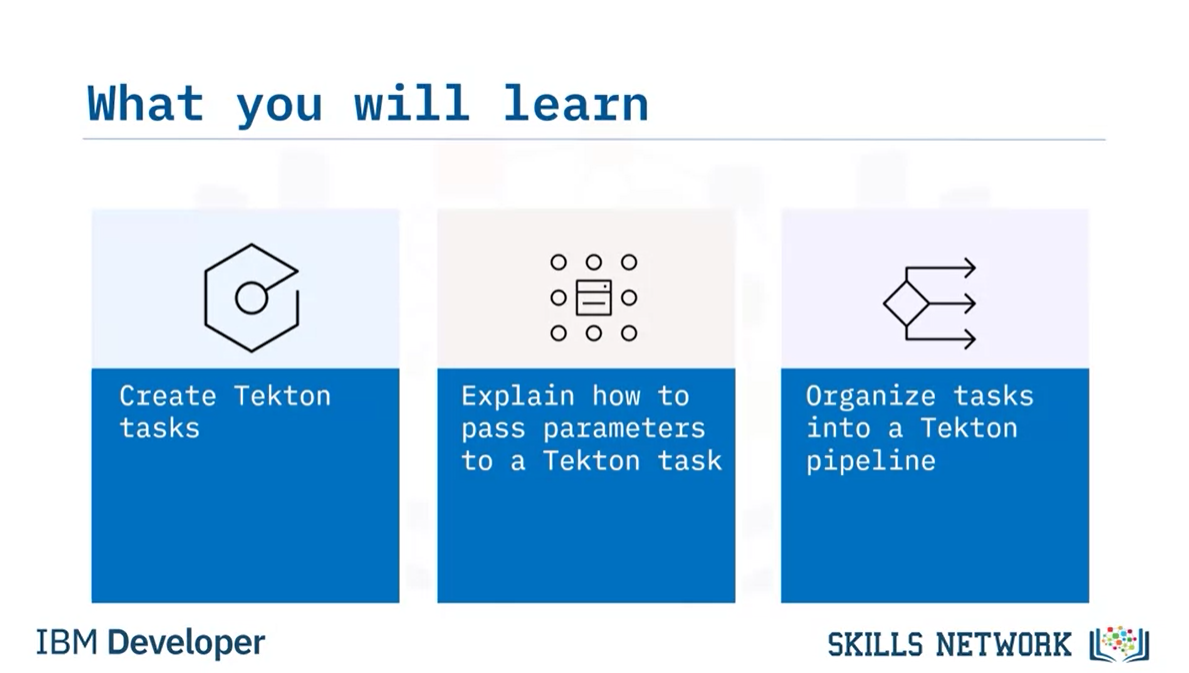 What you will learn
Create Tekton
tasks
Explain how to
pass parameters
to a Tekton task
Organize tasks
into a Tekton
pipeline
IBM Developer
SKILLS NETWORK